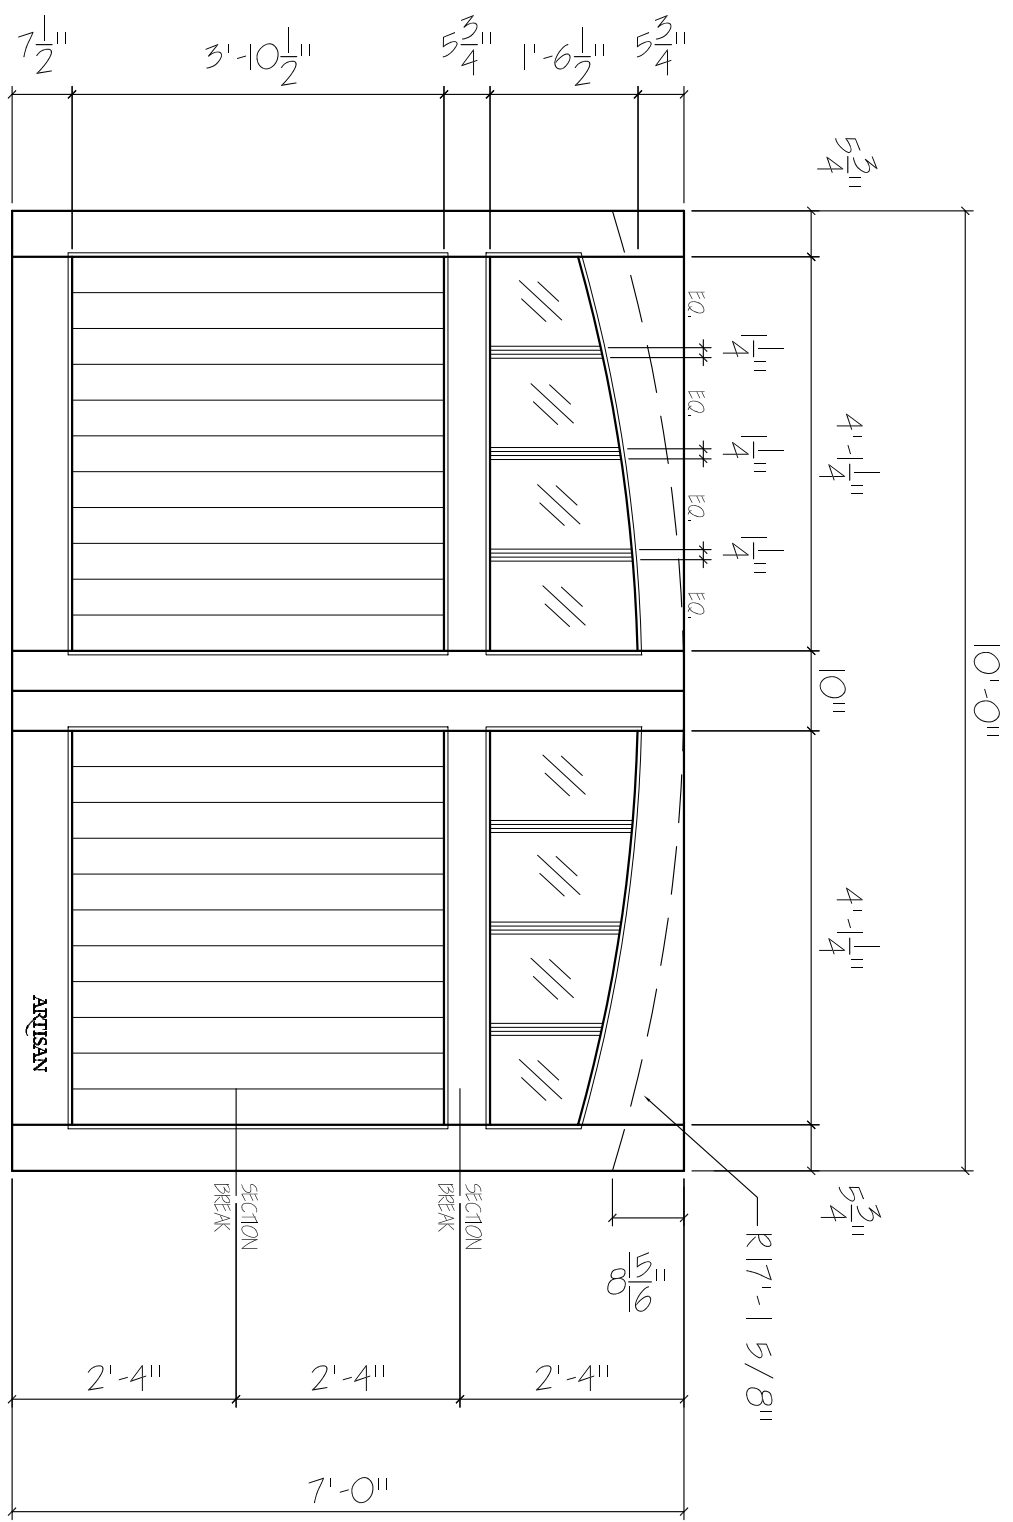 7 1/2"
3'-10 1/2"
5 3/4"
1'-6 1/2"
5 3/4"
5 3/4"
4'-1 1/4"
10"
4'-1 1/4"
5 3/4"
10'-0"
EQ.
1 1/4"
EQ.
1 1/4"
EQ.
1 1/4"
EQ.
ARTISAN
SECTION
BREAK
SECTION
BREAK
8 15/16"
R17'-1 5/8"
2'-4"
2'-4"
2'-4"
7'-0"